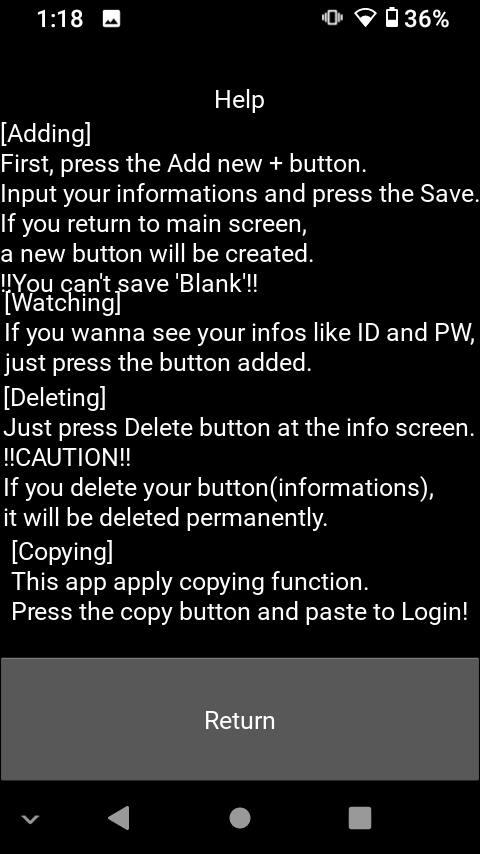 1:18
36%
Help
[Adding]
First, press the Add new + button.
Input your informations and press the Save.
If you return to main screen,
a new button will be created.
!!You can't save 'Blank'!!
[Watching]
If you wanna see your infos like ID and PW,
just press the button added.
[Deleting]
Just press Delete button at the info screen.
!!CAUTION!!
If you delete your button(informations),
it will be deleted permanently.
[Copying]
This app apply copying function.
Press the copy button and paste to Login!
Return